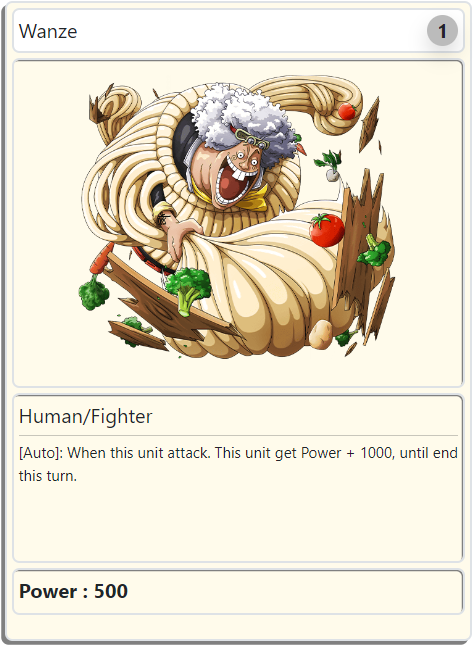 Wanze
1
Human/Fighter
[Auto]: When this unit attack. This unit get Power + 1000, until end
this turn.
Power : 500